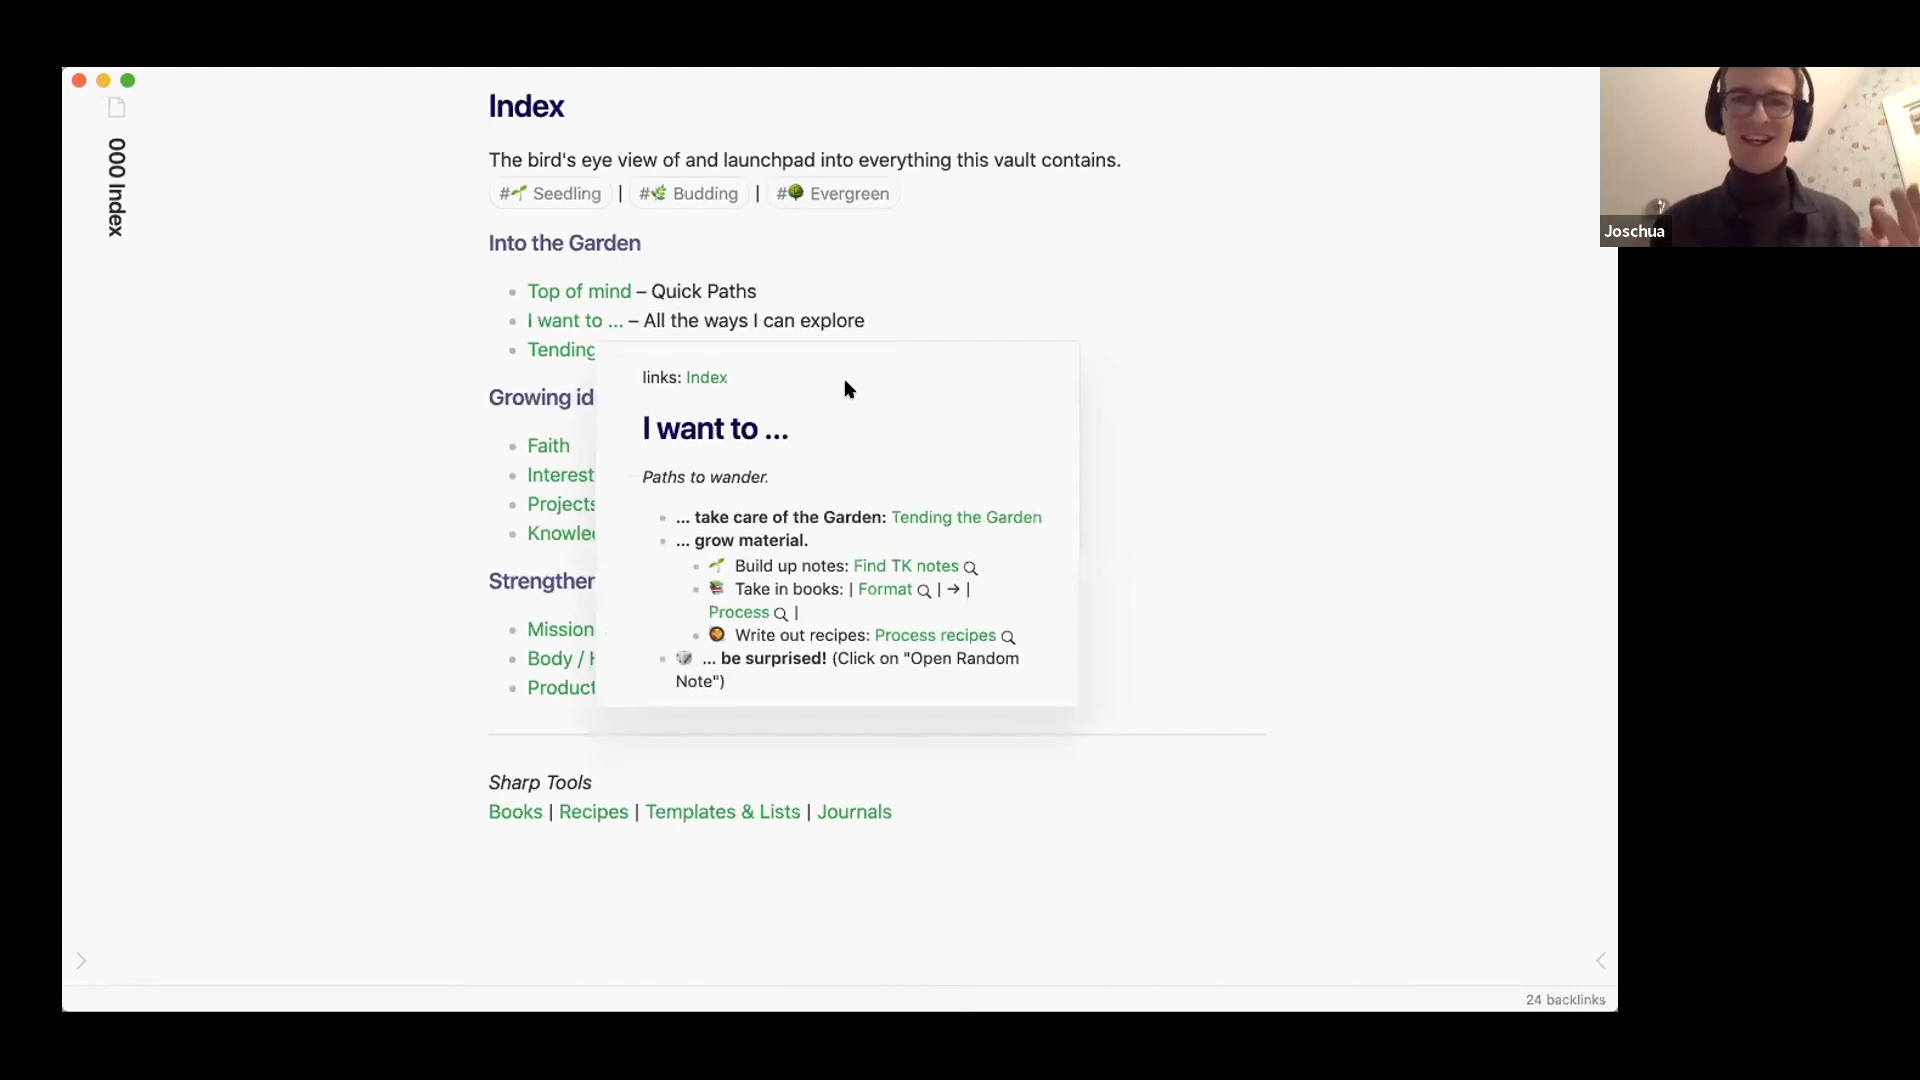 000 Index
Index
The bird's eye view of and launchpad into everything this vault contains.
#🌱 Seedling | #🌿 Budding | #🌳 Evergreen
Into the Garden
Top of mind – Quick Paths
I want to ... – All the ways I can explore
Tending
Growing id
Faith
Interest
Projects
Knowle
Strengthen
Mission
Body / H
Product
links: Index
I want to ...
Paths to wander.
... take care of the Garden: Tending the Garden
... grow material.
🌱 Build up notes: Find TK notes
📚 Take in books: | Format | → |
Process |
🥘 Write out recipes: Process recipes
🎲 ... be surprised! (Click on "Open Random
Note")
Sharp Tools
Books | Recipes | Templates & Lists | Journals
24 backlinks
Joschua